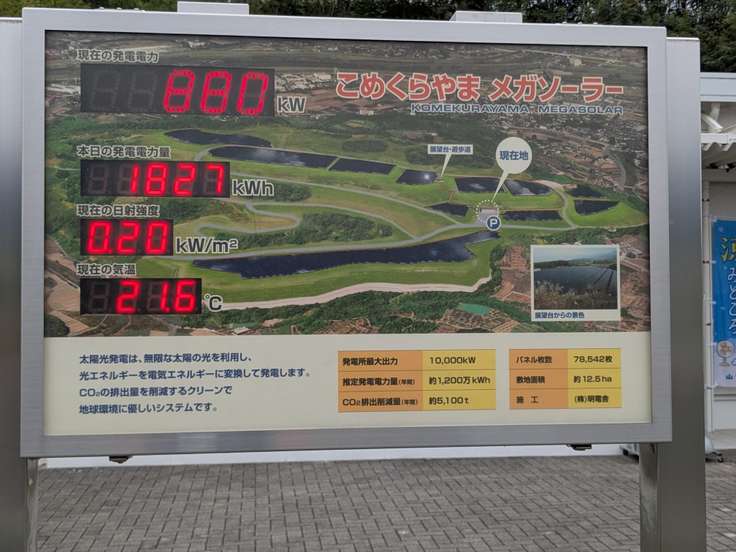 現在の発電電力
880 kW
こめくらやま メガソーラー
KOMEKURAYAMA MEGASOLAR
本日の発電電力量
1827 kWh
現在の日射強度
0.20 kW/m²
現在の気温
21.6 ℃
展望台・遊歩道
現在地
P
展望台からの景色
太陽光発電は、無限な太陽の光を利用し、
光エネルギーを電気エネルギーに変換して発電します。
CO₂の排出量を削減するクリーンで
地球環境に優しいシステムです。
発電所最大出力 10,000kW
推定発電電力量(年間) 約1,200万kWh
CO₂排出削減量(年間) 約5,100t
パネル枚数 78,542枚
敷地面積 約12.5ha
施工 (株)明電舎